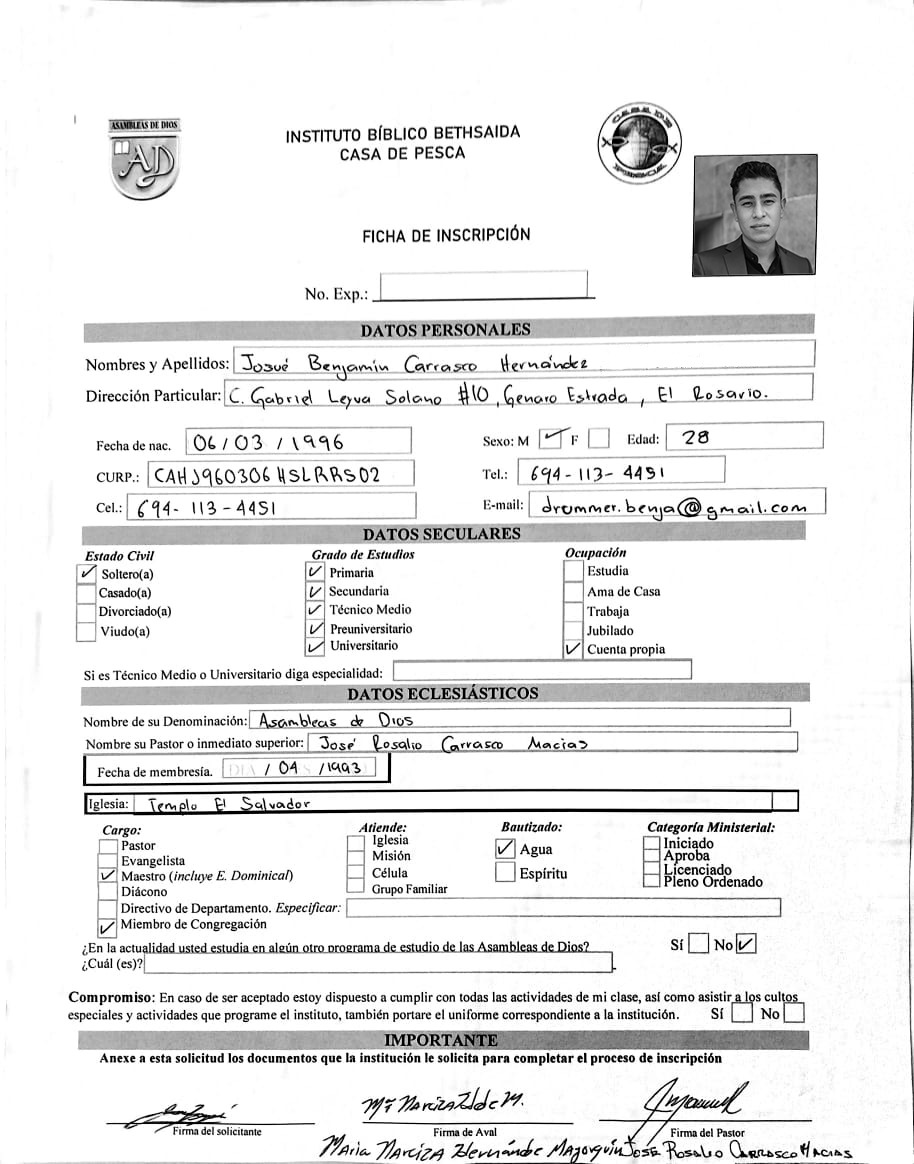 ASAMBLEAS DE DIOS
AD
INSTITUTO BÍBLICO BETHSAIDA
CASA DE PESCA
CASA DE PESCA
FICHA DE INSCRIPCIÓN
No. Exp.:
DATOS PERSONALES
Nombres y Apellidos: Josué Benjamín Carrasco Hernández
Dirección Particular: C. Gabriel Leyva Solano #10, Genaro Estrada, El Rosario.
Fecha de nac. 06/03/1996 Sexo: M ✓ F Edad: 28
CURP.: CAHJ960306HSLRRS02 Tel.: 694-113-4451
Cel.: 694-113-4451 E-mail: drummer.benja@gmail.com
DATOS SECULARES
Estado Civil Grado de Estudios Ocupación
✓ Soltero(a) ✓ Primaria Estudia
Casado(a) ✓ Secundaria Ama de Casa
Divorciado(a) ✓ Técnico Medio Trabaja
Viudo(a) ✓ Preuniversitario Jubilado
✓ Universitario ✓ Cuenta propia
Si es Técnico Medio o Universitario diga especialidad:
DATOS ECLESIÁSTICOS
Nombre de su Denominación: Asambleas de Dios
Nombre su Pastor o inmediato superior: José Rosalio Carrasco Macias
Fecha de membresía. / 04 /1993
Iglesia: Templo El Salvador
Cargo: Atiende: Bautizado: Categoría Ministerial:
Pastor Iglesia ✓ Agua Iniciado
Evangelista Misión Espíritu Aproba
✓ Maestro (incluye E. Dominical) Célula Licenciado
Diácono Grupo Familiar Pleno Ordenado
Directivo de Departamento. Especificar:
✓ Miembro de Congregación
¿En la actualidad usted estudia en algún otro programa de estudio de las Asambleas de Dios? Sí No ✓
¿Cuál (es)?
Compromiso: En caso de ser aceptado estoy dispuesto a cumplir con todas las actividades de mi clase, así como asistir a los cultos
especiales y actividades que programe el instituto, también portare el uniforme correspondiente a la institución. Sí No
IMPORTANTE
Anexe a esta solicitud los documentos que la institución le solicita para completar el proceso de inscripción
Firma del solicitante Firma de Aval Firma del Pastor
Maria Narciza Hernández Mazorquín José Rosalio Carrasco Macias